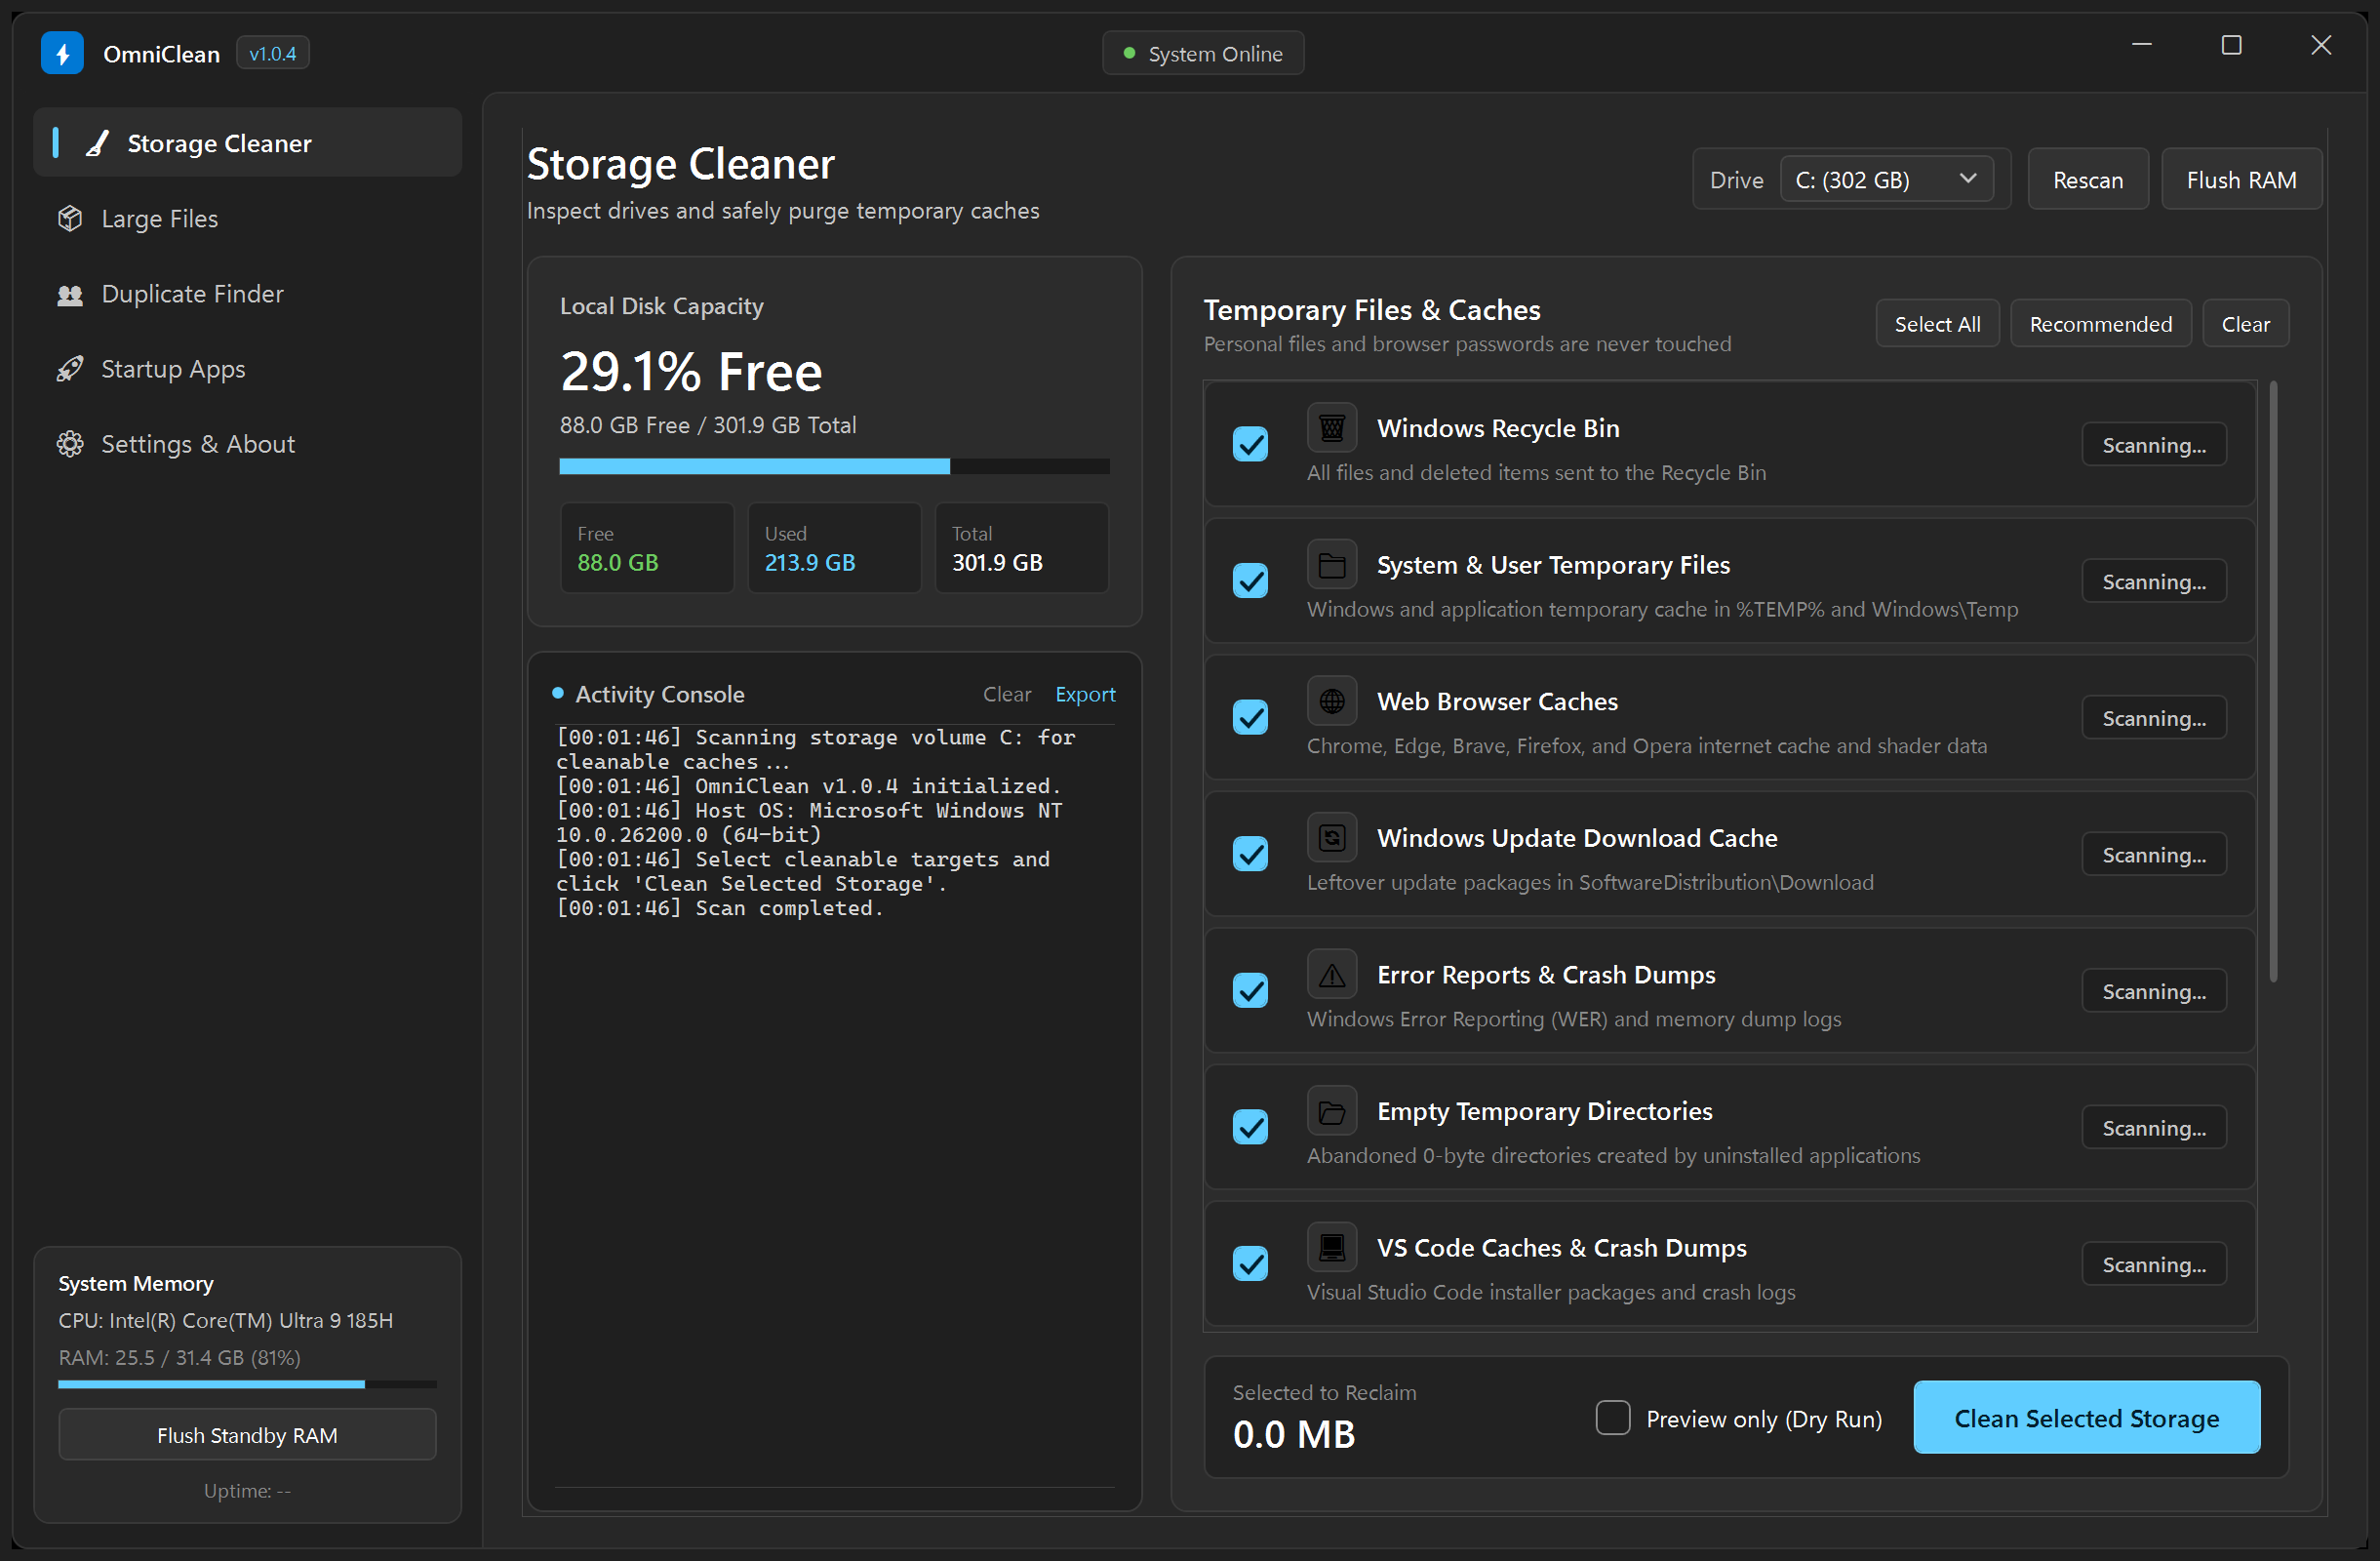 OmniClean v1.0.4
System Online
Storage Cleaner
Large Files
Duplicate Finder
Startup Apps
Settings & About
System Memory
CPU: Intel(R) Core(TM) Ultra 9 185H
RAM: 25.5 / 31.4 GB (81%)
Flush Standby RAM
Uptime: --
Storage Cleaner
Inspect drives and safely purge temporary caches
Drive C: (302 GB) Rescan Flush RAM
Local Disk Capacity
29.1% Free
88.0 GB Free / 301.9 GB Total
Free Used Total
88.0 GB 213.9 GB 301.9 GB
Activity Console Clear Export
[00:01:46] Scanning storage volume C: for
cleanable caches...
[00:01:46] OmniClean v1.0.4 initialized.
[00:01:46] Host OS: Microsoft Windows NT
10.0.26200.0 (64-bit)
[00:01:46] Select cleanable targets and
click 'Clean Selected Storage'.
[00:01:46] Scan completed.
Temporary Files & Caches
Personal files and browser passwords are never touched
Select All Recommended Clear
Windows Recycle Bin
All files and deleted items sent to the Recycle Bin
Scanning...
System & User Temporary Files
Windows and application temporary cache in %TEMP% and Windows\Temp
Scanning...
Web Browser Caches
Chrome, Edge, Brave, Firefox, and Opera internet cache and shader data
Scanning...
Windows Update Download Cache
Leftover update packages in SoftwareDistribution\Download
Scanning...
Error Reports & Crash Dumps
Windows Error Reporting (WER) and memory dump logs
Scanning...
Empty Temporary Directories
Abandoned 0-byte directories created by uninstalled applications
Scanning...
VS Code Caches & Crash Dumps
Visual Studio Code installer packages and crash logs
Scanning...
Selected to Reclaim
0.0 MB
Preview only (Dry Run)
Clean Selected Storage